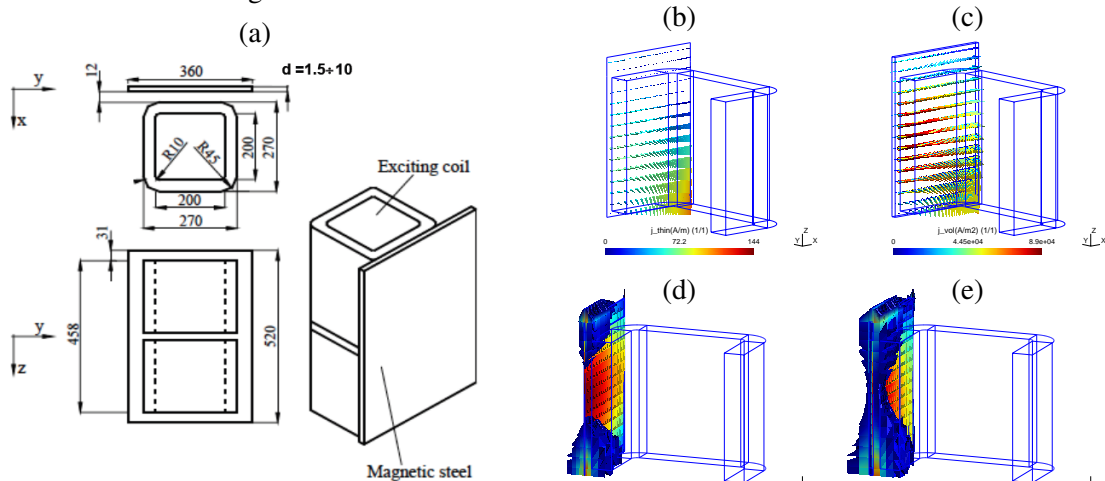 (a)
12
360
d =1.5÷10
y
x
R10
R45
200
270
200
270
Exciting coil
31
y
z
458
520
Magnetic steel
(b)
(c)
j_thin(A/m) (1/1)
0 72.2 144
Z
Y X
j_vol(A/m2) (1/1)
0 4.45e+04 8.9e+04
Z
Y X
(d)
(e)